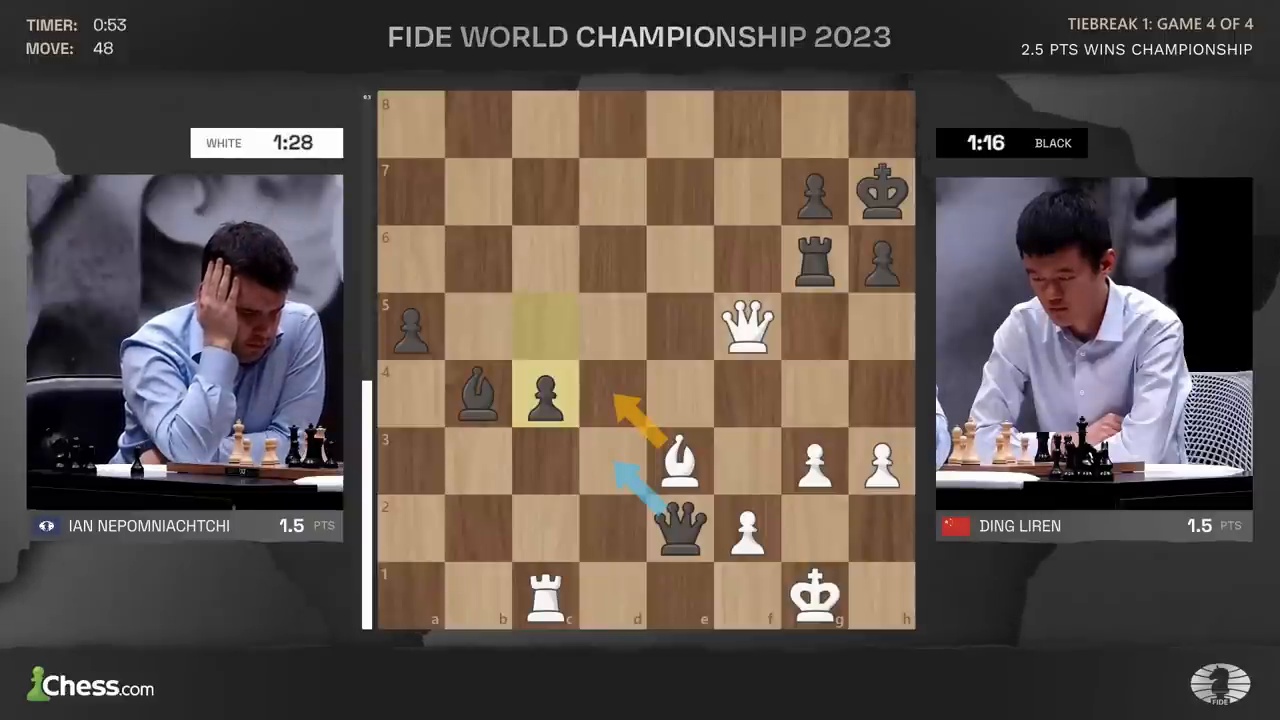 TIMER: 0:53
MOVE: 48
FIDE WORLD CHAMPIONSHIP 2023
TIEBREAK 1: GAME 4 OF 4
2.5 PTS WINS CHAMPIONSHIP
WHITE 1:28
1:16 BLACK
8
7
6
5
4
3
2
1
a b c d e f g h
IAN NEPOMNIACHTCHI 1.5 PTS
DING LIREN 1.5 PTS
Chess.com
FIDE